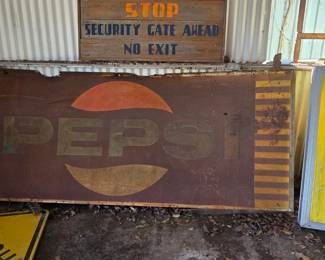 STOP
SECURITY GATE AHEAD
NO EXIT
PEPSI